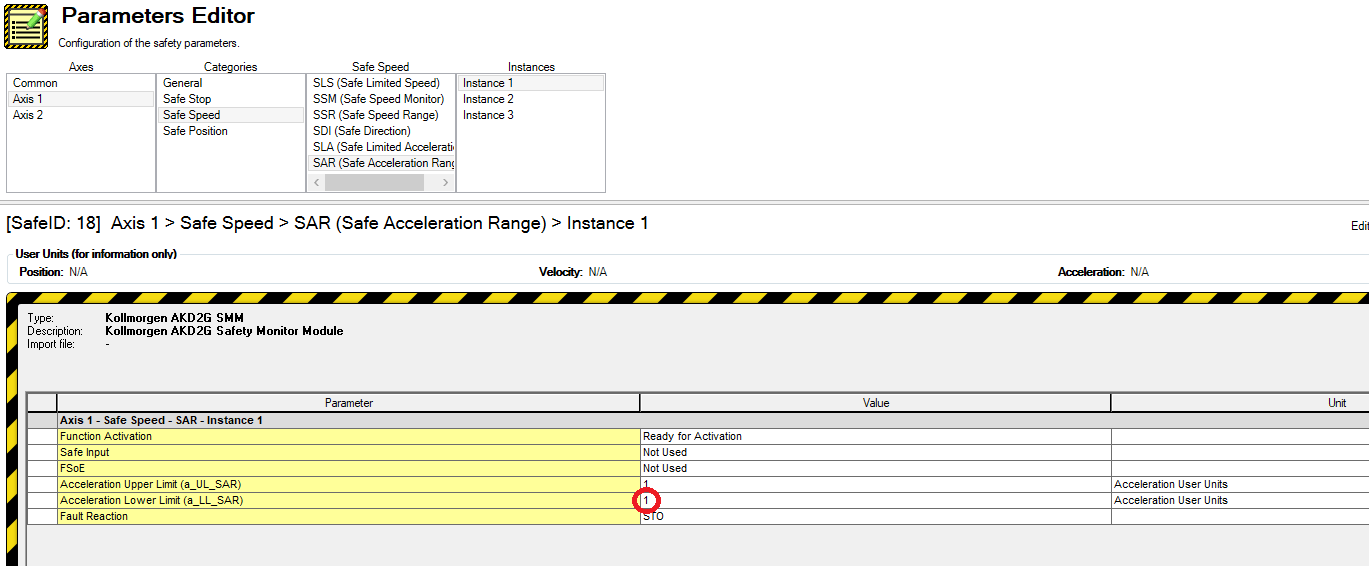 Parameters Editor
Configuration of the safety parameters.
Axes Categories Safe Speed Instances
Common General SLS (Safe Limited Speed) Instance 1
Axis 1 Safe Stop SSM (Safe Speed Monitor) Instance 2
Axis 2 Safe Speed SSR (Safe Speed Range) Instance 3
Safe Position SDI (Safe Direction)
SLA (Safe Limited Accelerati
SAR (Safe Acceleration Rang
[SafeID: 18] Axis 1 > Safe Speed > SAR (Safe Acceleration Range) > Instance 1 Edit
User Units (for information only)
Position: N/A Velocity: N/A Acceleration: N/A
Type: Kollmorgen AKD2G SMM
Description: Kollmorgen AKD2G Safety Monitor Module
Import file: -
Parameter Value Unit
Axis 1 - Safe Speed - SAR - Instance 1
Function Activation Ready for Activation
Safe Input Not Used
FSoE Not Used
Acceleration Upper Limit (a_UL_SAR) 1 Acceleration User Units
Acceleration Lower Limit (a_LL_SAR) 1 Acceleration User Units
Fault Reaction STO